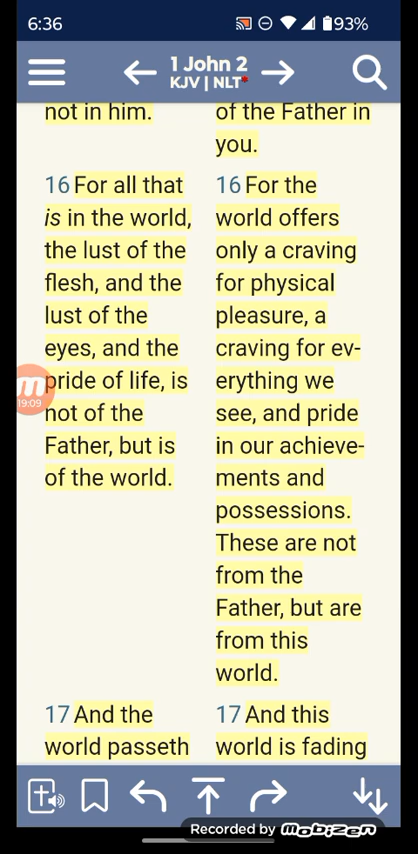 6:36
93%
1 John 2
KJV | NLT*
not in him.
16 For all that
is in the world,
the lust of the
flesh, and the
lust of the
eyes, and the
pride of life, is
not of the
Father, but is
of the world.
17 And the
world passeth
of the Father in
you.
16 For the
world offers
only a craving
for physical
pleasure, a
craving for ev-
erything we
see, and pride
in our achieve-
ments and
possessions.
These are not
from the
Father, but are
from this
world.
17 And this
world is fading
m
19:09
Recorded by Mobizen